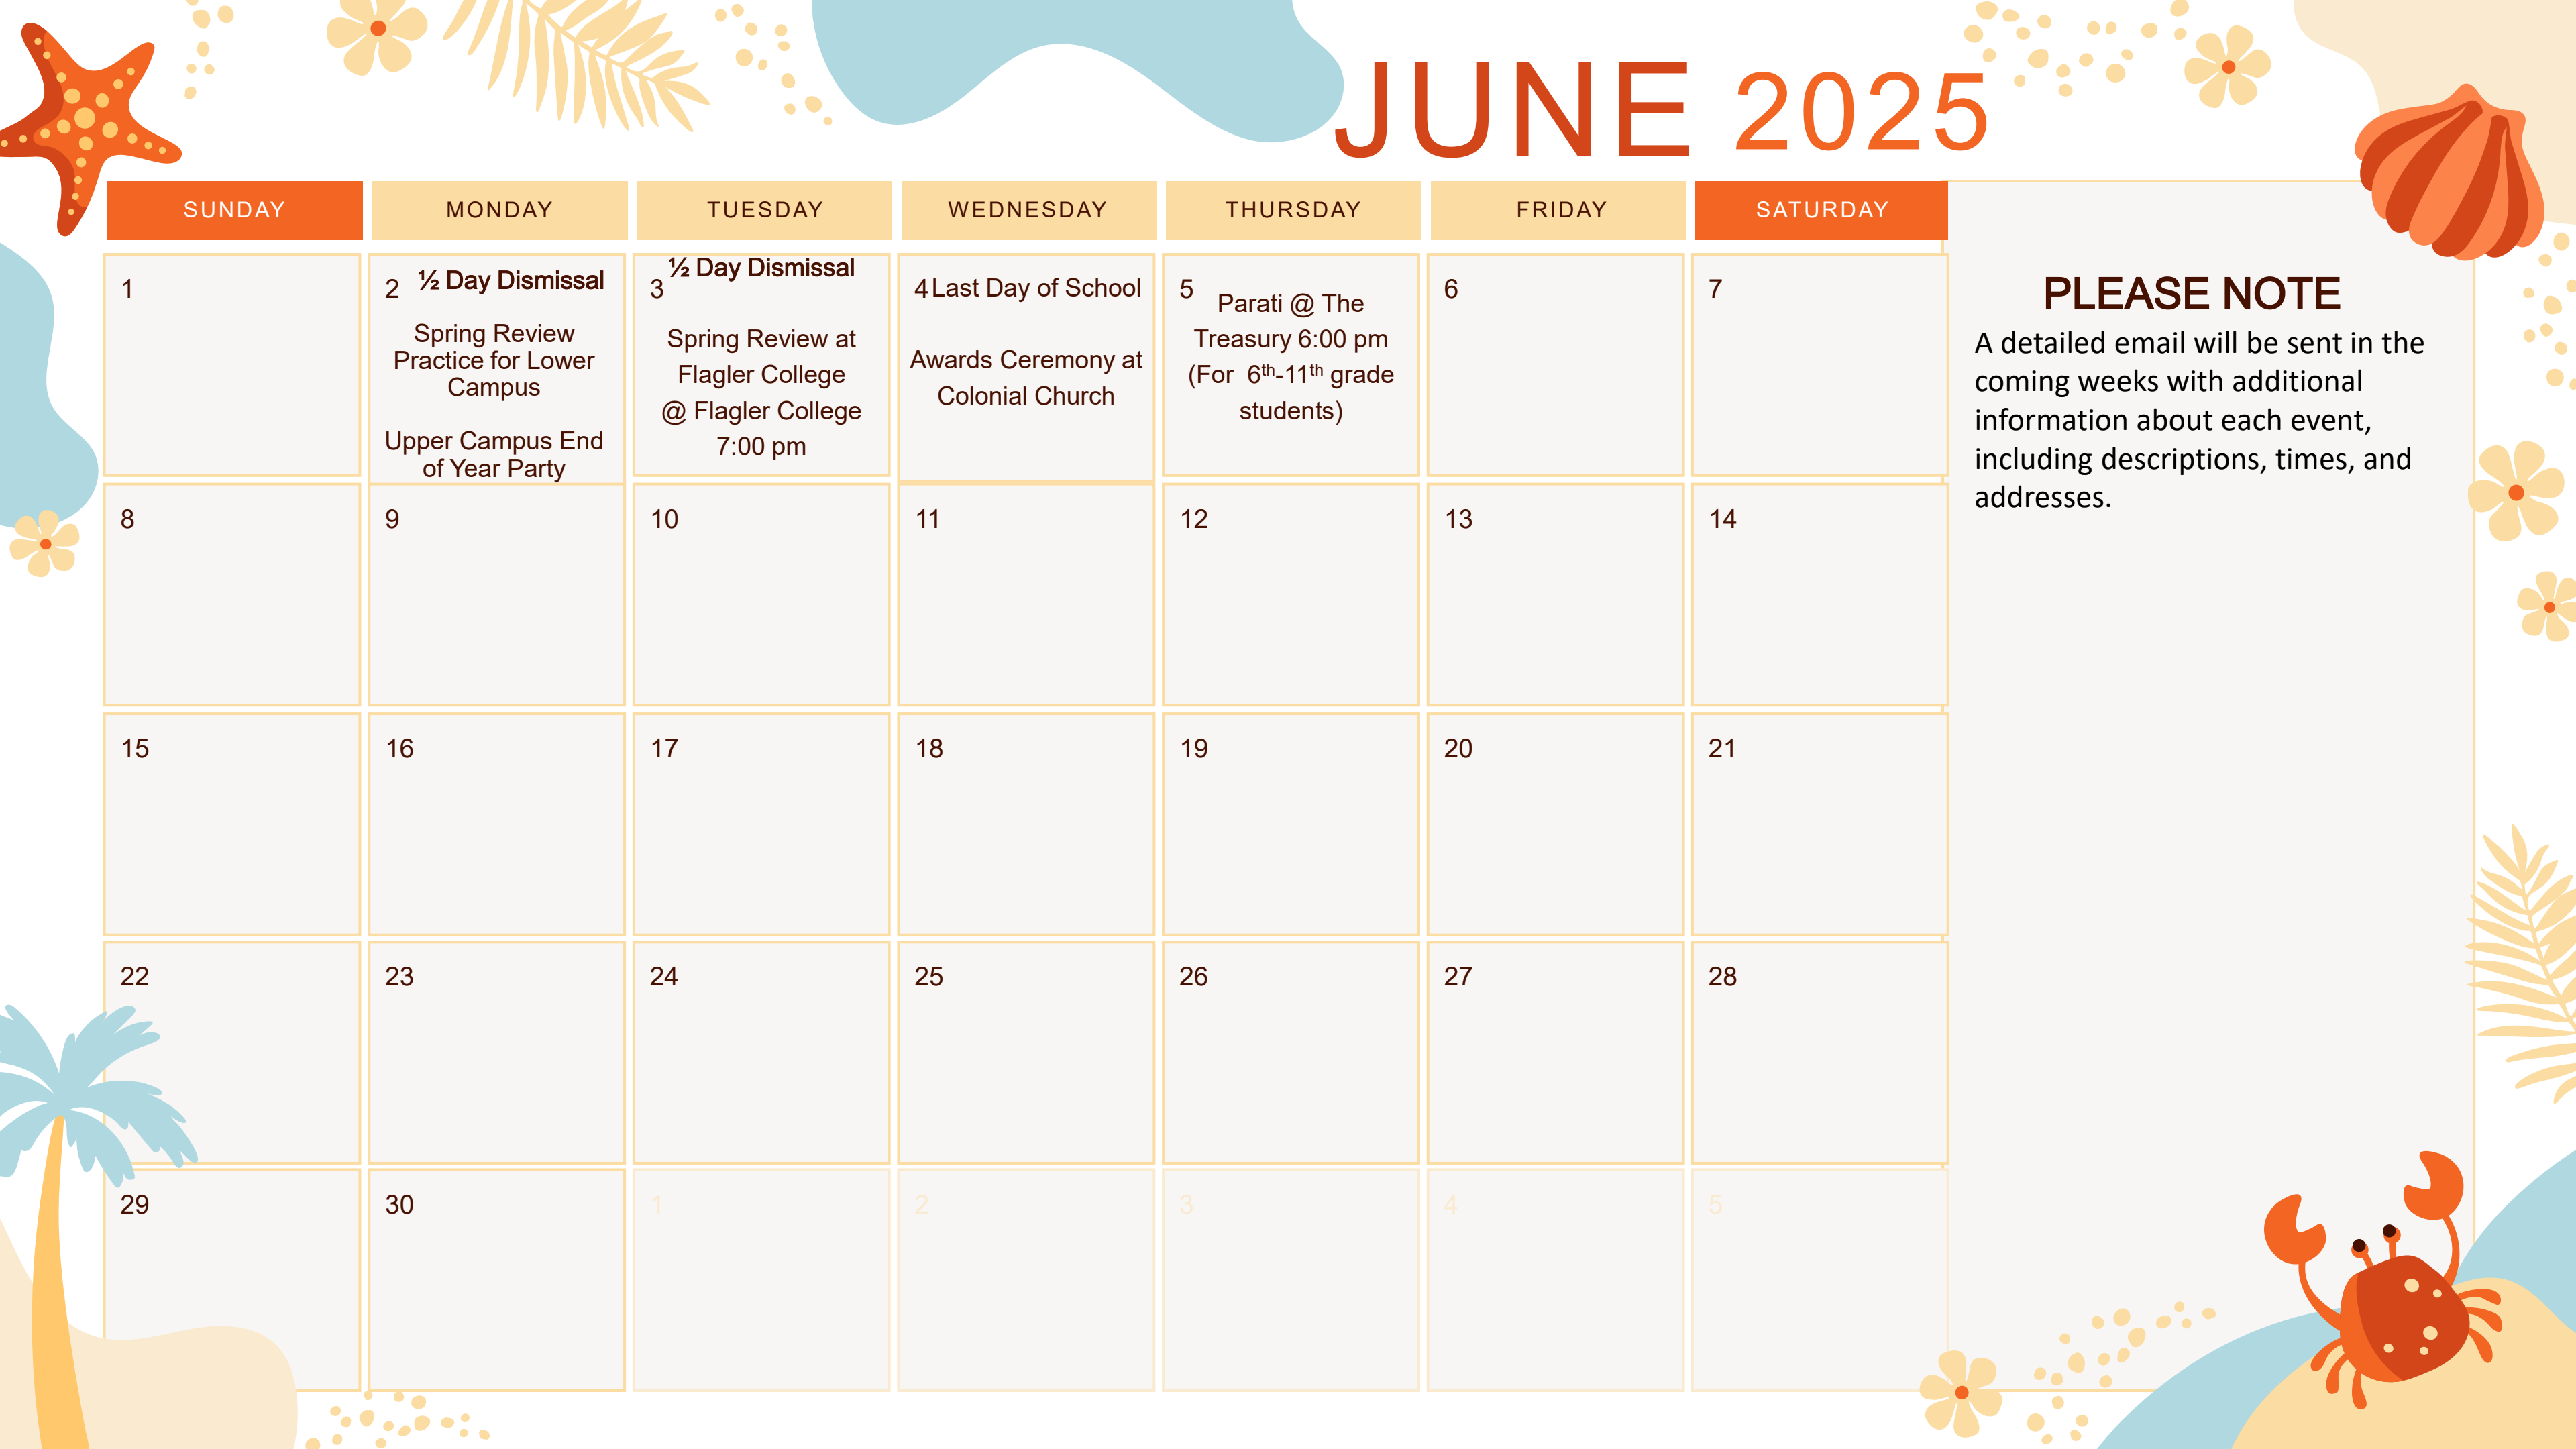 JUNE 2025
SUNDAY MONDAY TUESDAY WEDNESDAY THURSDAY FRIDAY SATURDAY
1
2 ½ Day Dismissal
Spring Review
Practice for Lower
Campus
Upper Campus End
of Year Party
½ Day Dismissal
3
Spring Review at
Flagler College
@ Flagler College
7:00 pm
4 Last Day of School
Awards Ceremony at
Colonial Church
5
Parati @ The
Treasury 6:00 pm
(For 6th-11th grade
students)
6
7
8 9 10 11 12 13 14
15 16 17 18 19 20 21
22 23 24 25 26 27 28
29 30 1 2 3 4 5
PLEASE NOTE
A detailed email will be sent in the
coming weeks with additional
information about each event,
including descriptions, times, and
addresses.